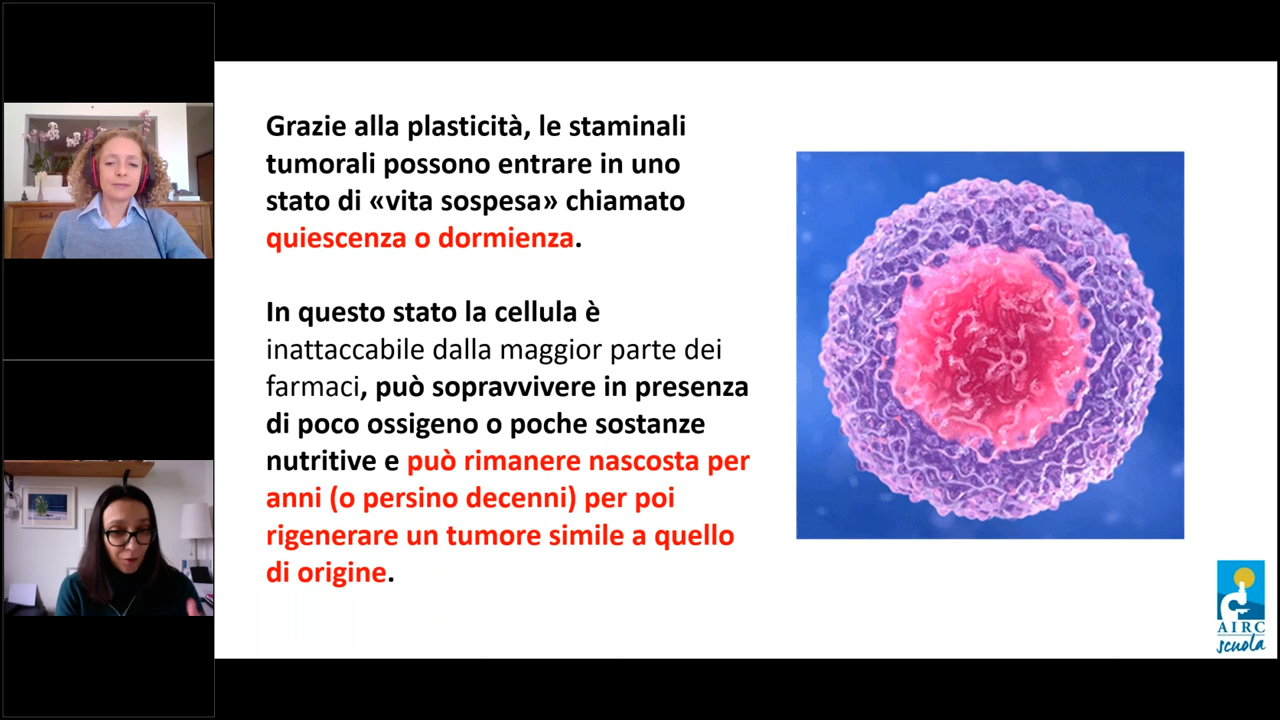 Grazie alla plasticità, le staminali
tumorali possono entrare in uno
stato di «vita sospesa» chiamato
quiescenza o dormienza.
In questo stato la cellula è
inattaccabile dalla maggior parte dei
farmaci, può sopravvivere in presenza
di poco ossigeno o poche sostanze
nutritive e può rimanere nascosta per
anni (o persino decenni) per poi
rigenerare un tumore simile a quello
di origine.
AIRC
scuola